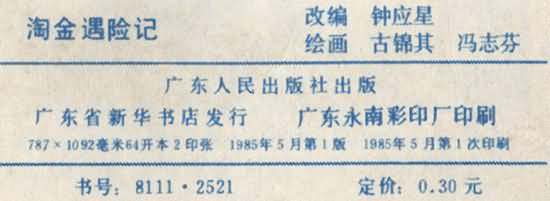 淘金遇险记
改编 钟应星
绘画 古锦其 冯志芬
广东人民出版社出版
广东省新华书店发行 广东永南彩印厂印刷
787×1092毫米64开本2印张 1985年5月第1版 1985年5月第1次印刷
书号：8111·2521 定价：0.30元